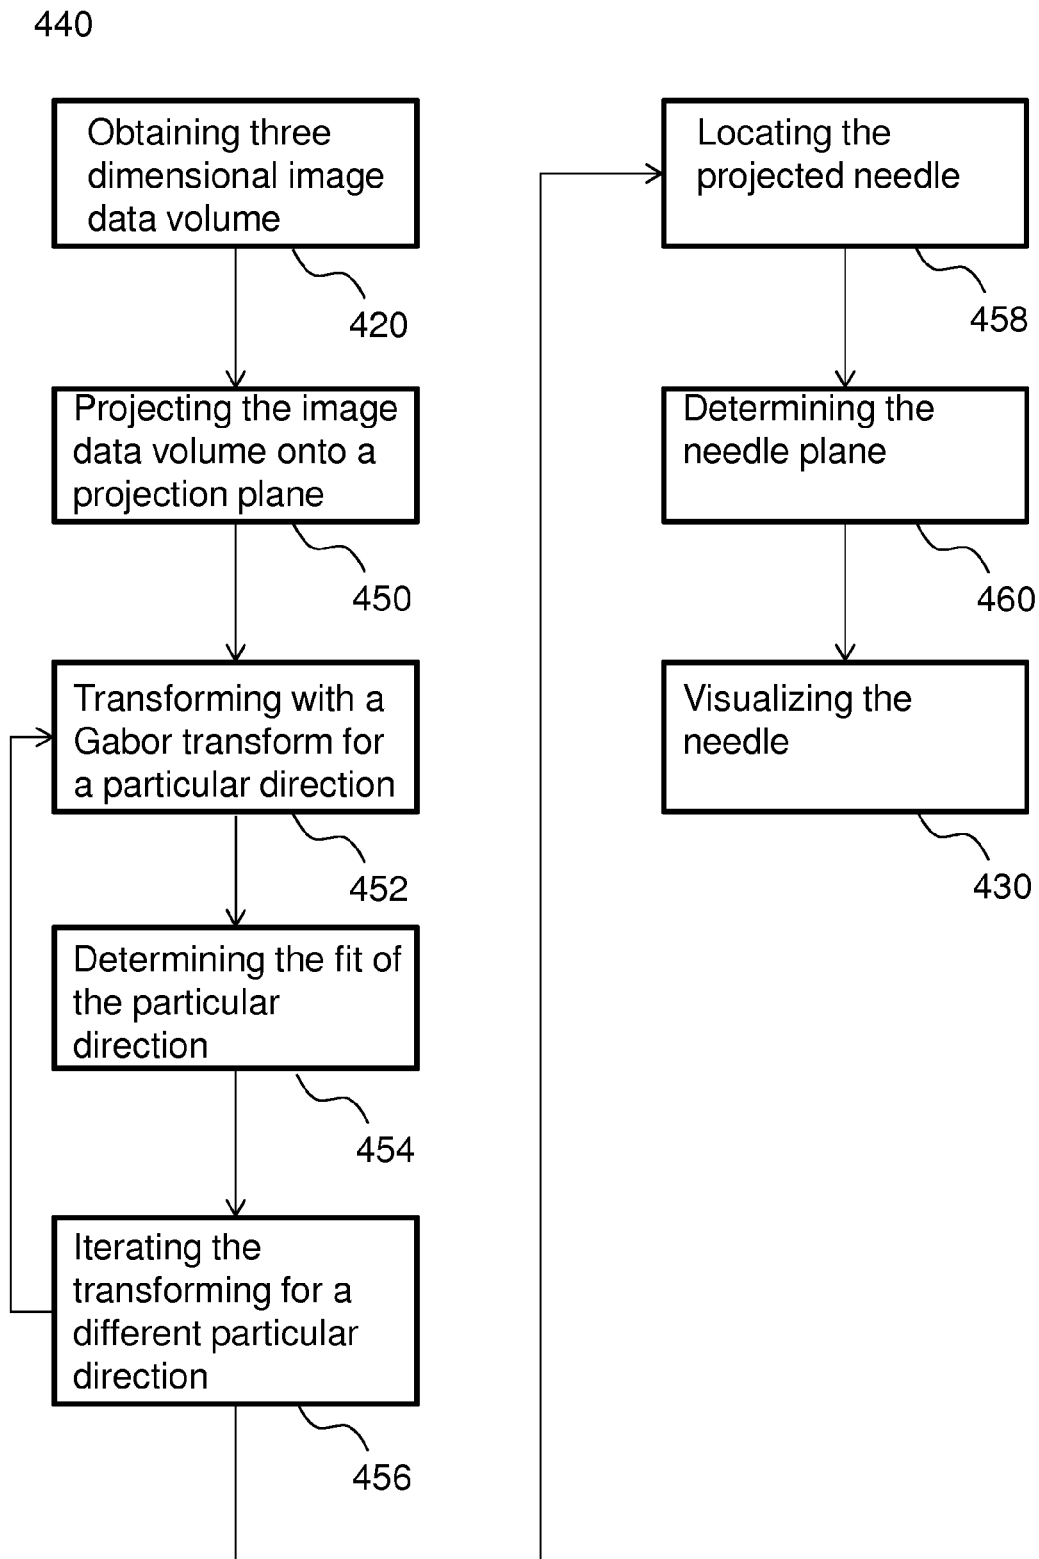 440
Obtaining three
dimensional image
data volume
420
Projecting the image
data volume onto a
projection plane
450
Transforming with a
Gabor transform for
a particular direction
452
Determining the fit of
the particular
direction
454
Iterating the
transforming for a
different particular
direction
456
Locating the
projected needle
458
Determining the
needle plane
460
Visualizing the
needle
430